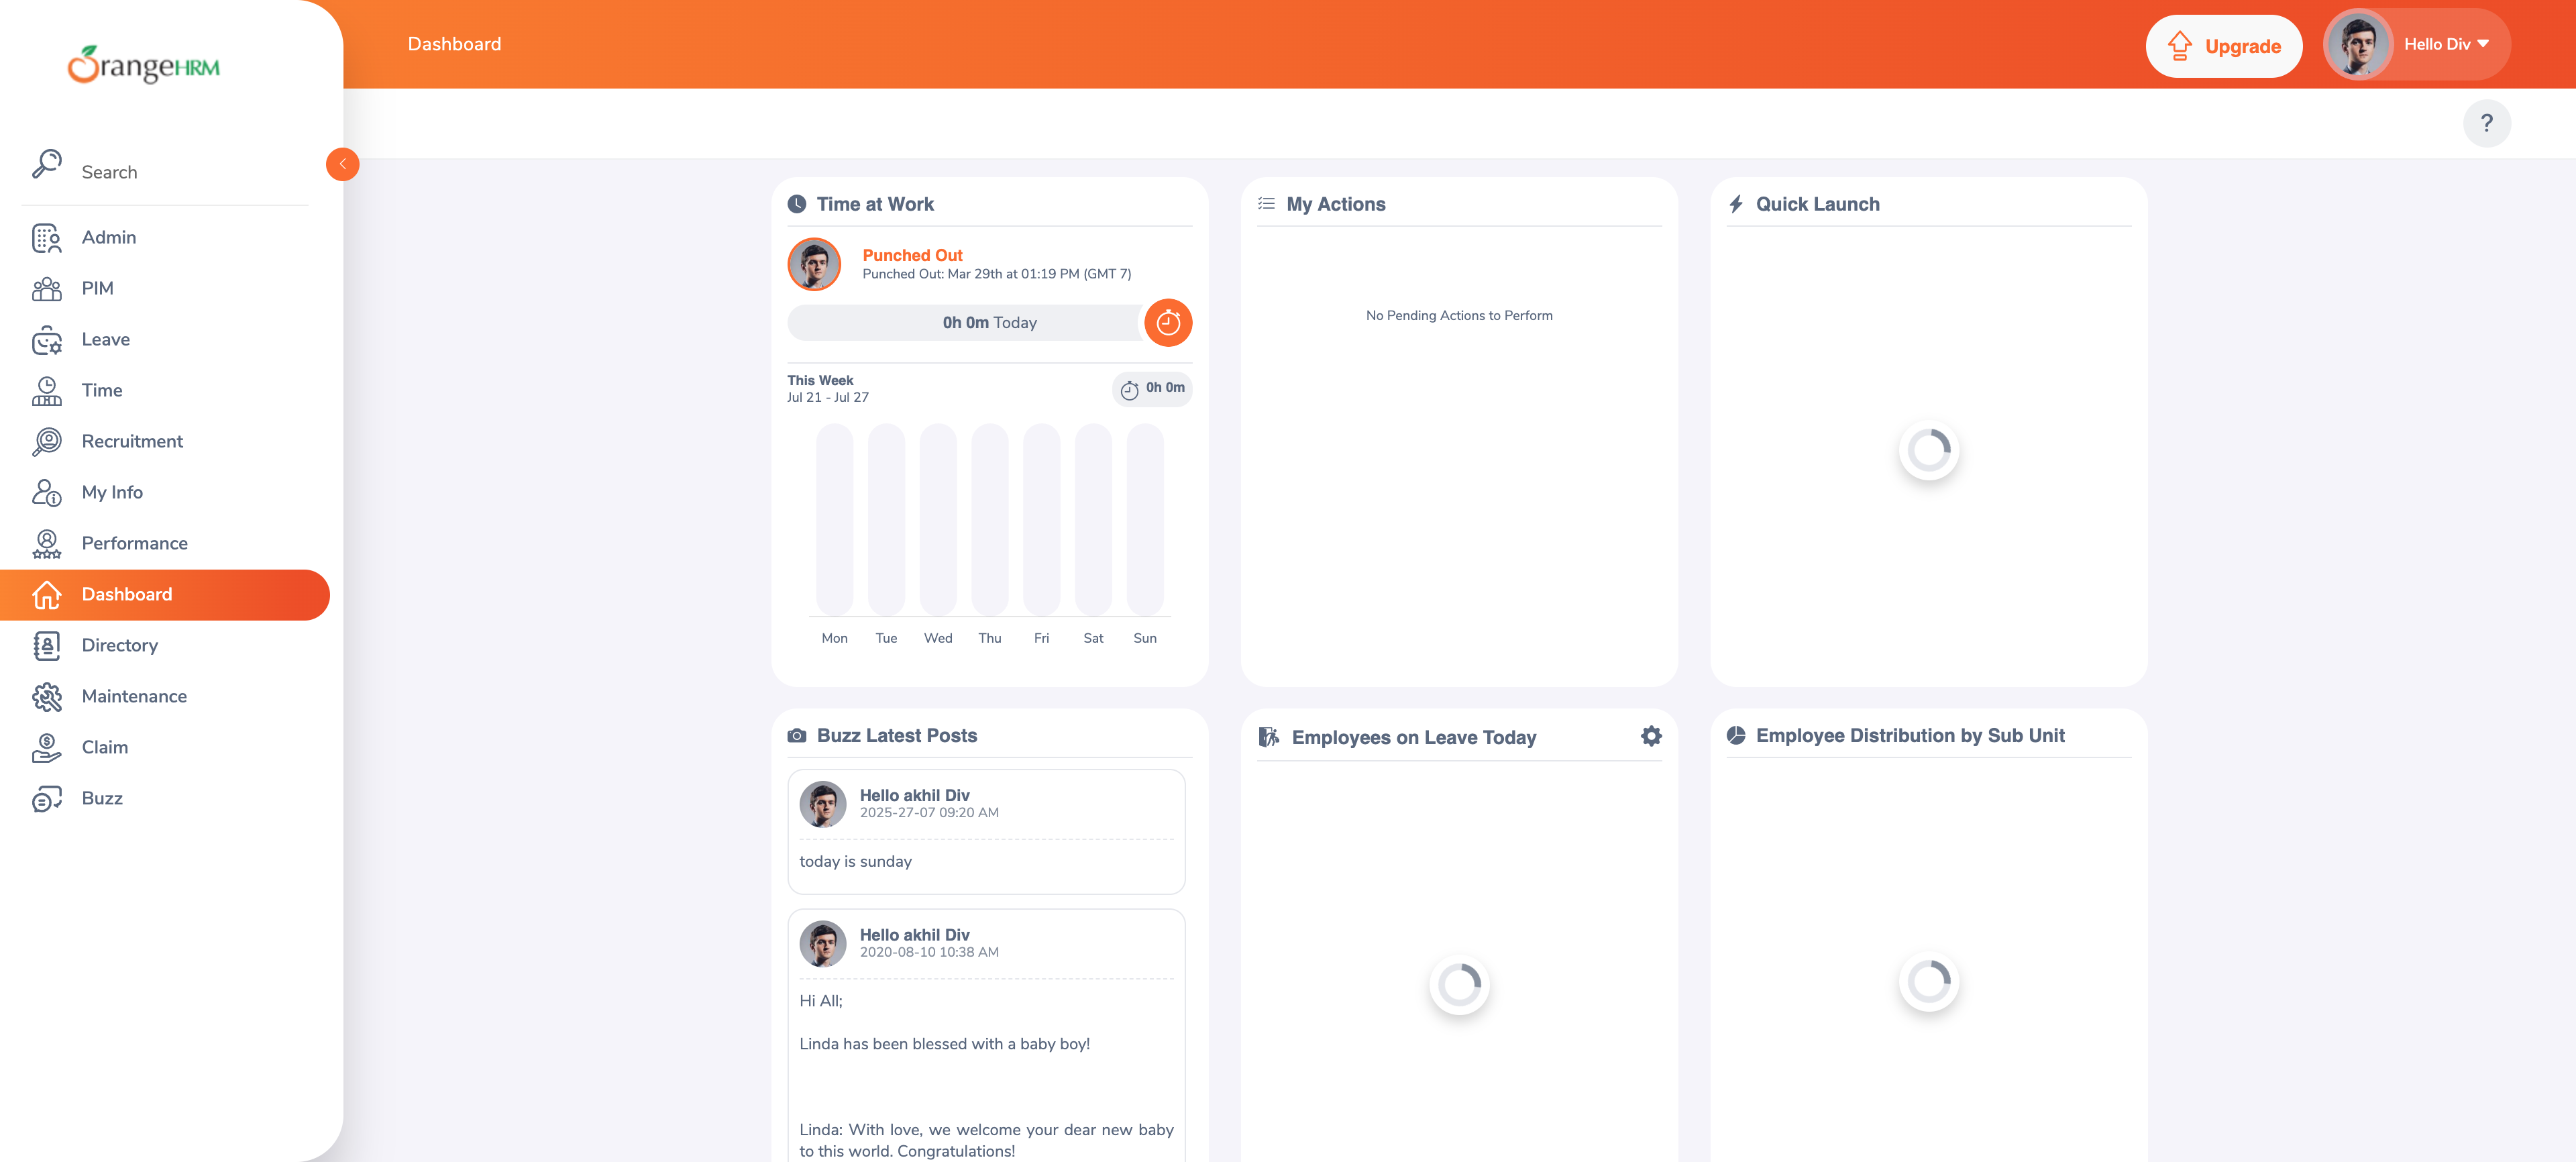 OrangeHRM
Search
Admin
PIM
Leave
Time
Recruitment
My Info
Performance
Dashboard
Directory
Maintenance
Claim
Buzz
Dashboard
Upgrade
Hello Div
?
Time at Work
Punched Out
Punched Out: Mar 29th at 01:19 PM (GMT 7)
0h 0m Today
This Week
Jul 21 - Jul 27
0h 0m
Mon Tue Wed Thu Fri Sat Sun
My Actions
No Pending Actions to Perform
Quick Launch
Buzz Latest Posts
Hello akhil Div
2025-27-07 09:20 AM
today is sunday
Hello akhil Div
2020-08-10 10:38 AM
Hi All;
Linda has been blessed with a baby boy!
Linda: With love, we welcome your dear new baby
to this world. Congratulations!
Employees on Leave Today
Employee Distribution by Sub Unit